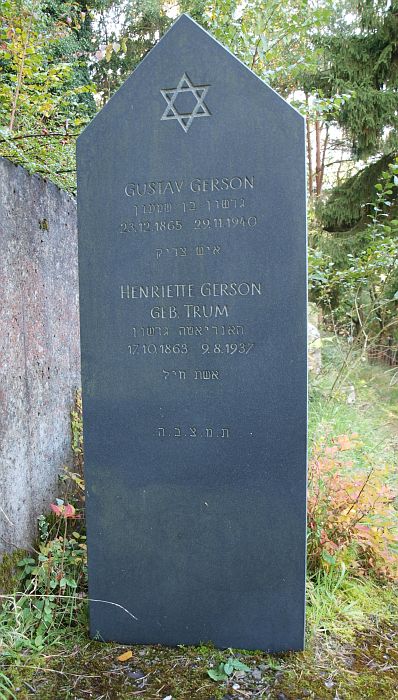 GUSTAV GERSON
גרשון בן שמעון
23.12.1865 29.11.1940
איש צדיק
HENRIETTE GERSON
GEB. TRUM
האנריאטה גרשון
17.10.1863 9.8.1937
אשת חיל
ת.מ.צ.ב.ה.